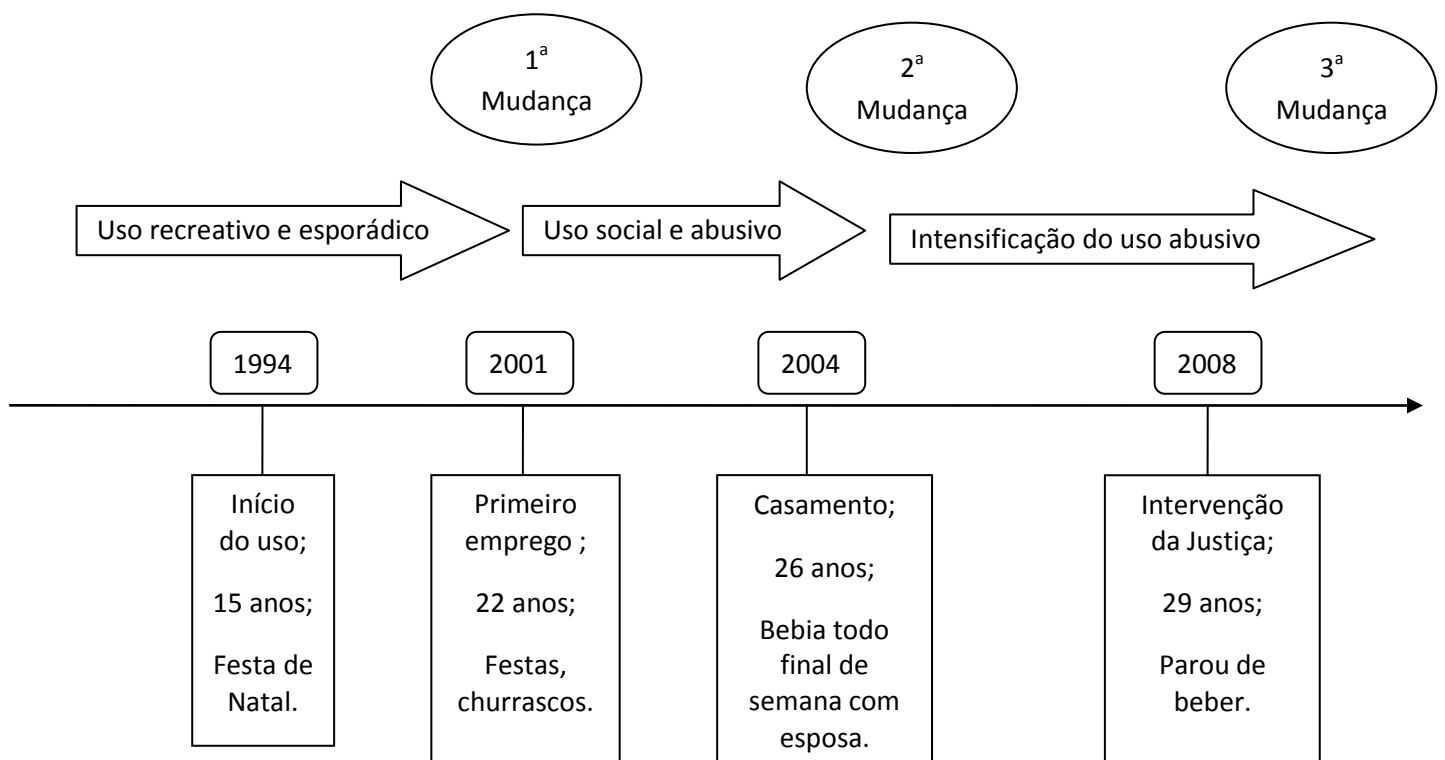 1ª
Mudança
2ª
Mudança
3ª
Mudança
Uso recreativo e esporádico
Uso social e abusivo
Intensificação do uso abusivo
1994
2001
2004
2008
Início
do uso;
15 anos;
Festa de
Natal.
Primeiro
emprego ;
22 anos;
Festas,
churrascos.
Casamento;
26 anos;
Bebia todo
final de
semana com
esposa.
Intervenção
da Justiça;
29 anos;
Parou de
beber.